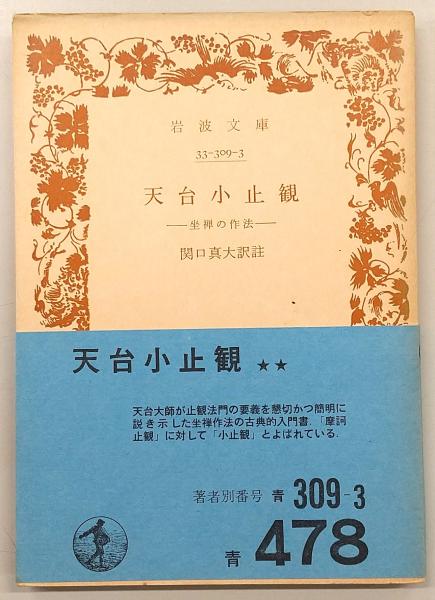 岩波文庫
33-309-3
天台小止観
―坐禅の作法―
関口真大訳註
天台小止観 ★★
天台大師が止観法門の要義を懇切かつ簡明に
説き示した坐禅作法の古典的入門書.「摩訶
止観」に対して「小止観」とよばれている.
著者別番号 青 309-3
青 478